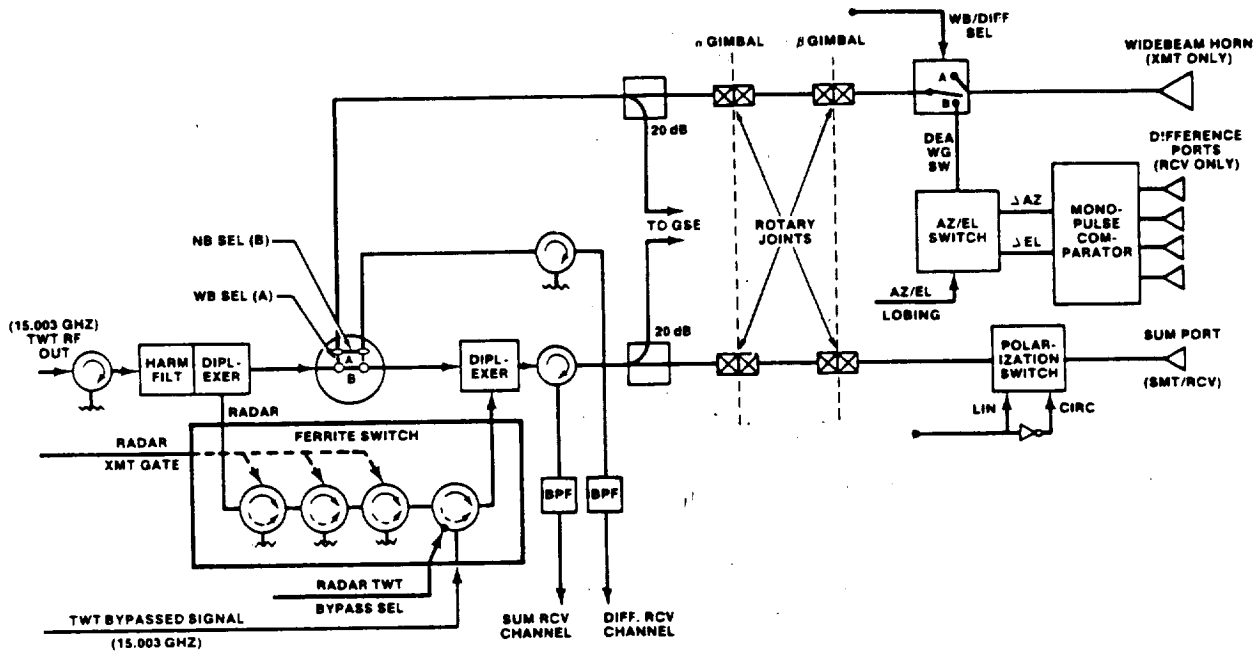 WB/DIFF
SEL
α GIMBAL
β GIMBAL
WIDEBEAM HORN
(XMT ONLY)
A
B
20 dB
DEA
WG
SW
DIFFERENCE
PORTS
(RCV ONLY)
TO GSE
ROTARY
JOINTS
AZ/EL
SWITCH
Δ AZ
Δ EL
MONO-
PULSE
COM-
PARATOR
NB SEL (B)
WB SEL (A)
AZ/EL
LOBING
(15.003 GHZ)
TWT RF
OUT
HARM
FILT
DIPL-
EXER
A
B
DIPL-
EXER
20 dB
POLAR-
IZATION
SWITCH
SUM PORT
(SMT/RCV)
LIN
CIRC
RADAR
FERRITE SWITCH
RADAR
XMT GATE
BPF
BPF
RADAR TWT
BYPASS SEL
TWT BYPASSED SIGNAL
(15.003 GHZ)
SUM RCV
CHANNEL
DIFF. RCV
CHANNEL